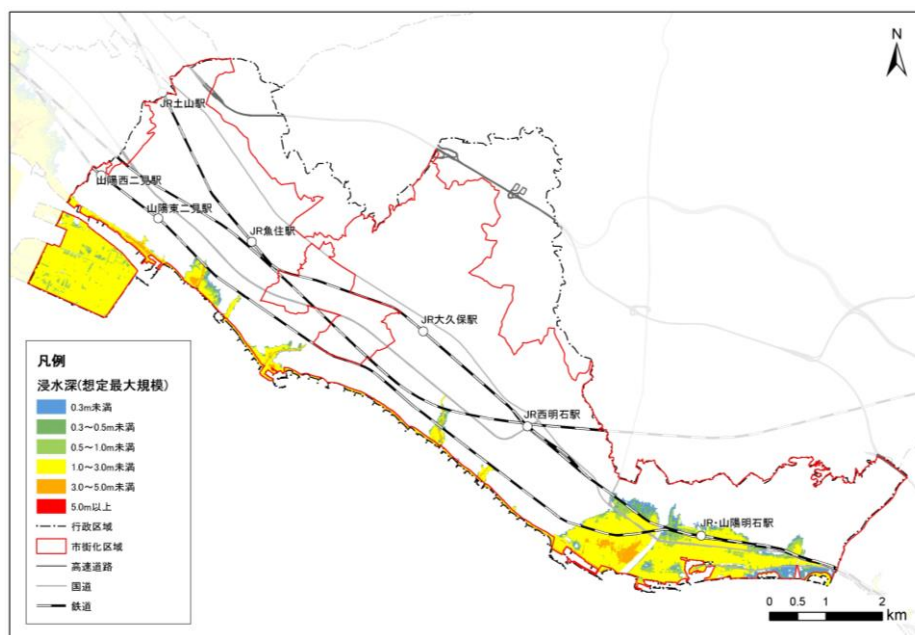 N
JR土山駅
山陽西二見駅
山陽東二見駅
JR魚住駅
JR大久保駅
JR西明石駅
JR・山陽明石駅
凡例
浸水深(想定最大規模)
0.3m未満
0.3～0.5m未満
0.5～1.0m未満
1.0～3.0m未満
3.0～5.0m未満
5.0m以上
行政区域
市街化区域
高速道路
国道
鉄道
0 0.5 1 2
km